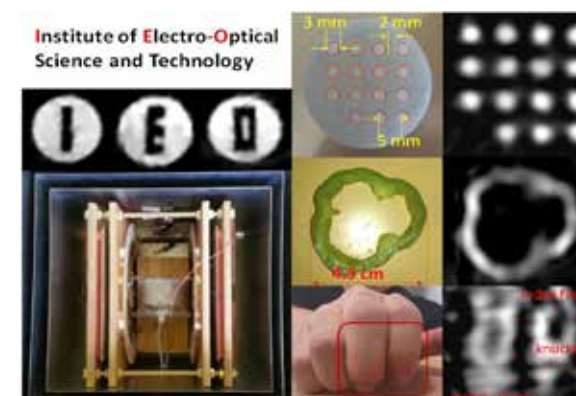 Institute of Electro-Optical
Science and Technology
I E O
3 mm
2 mm
5 mm
4.5 cm